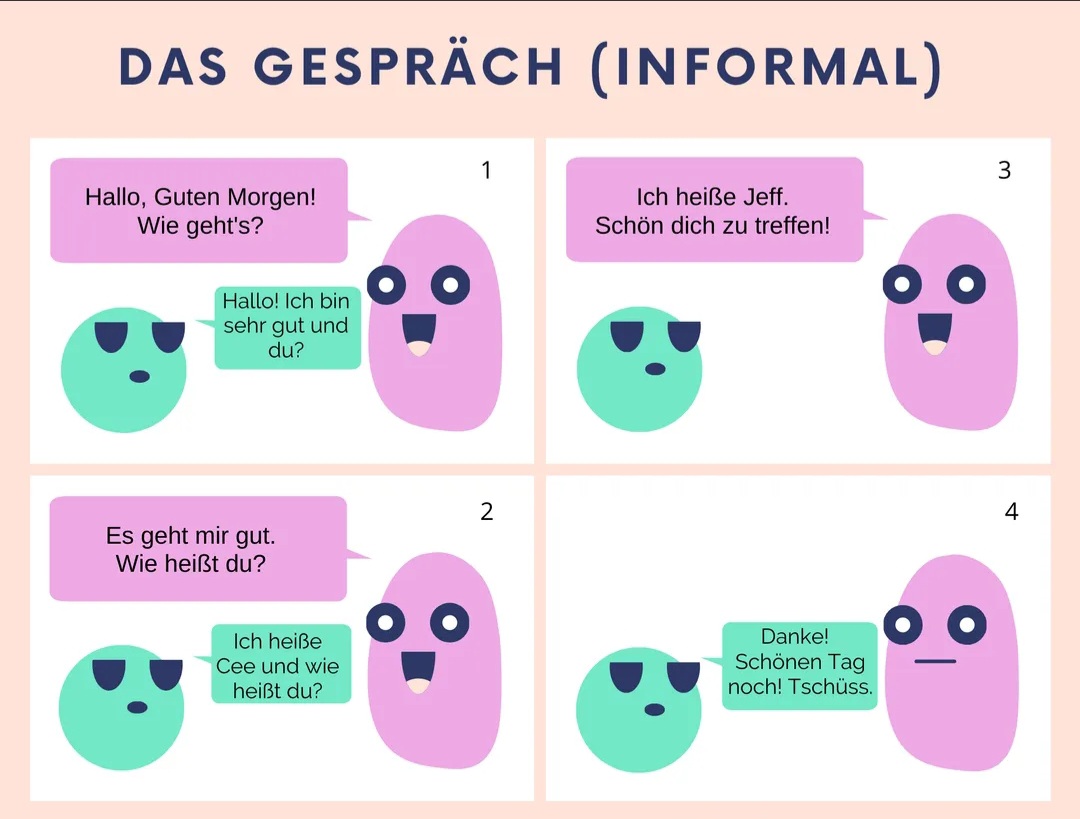 DAS GESPRÄCH (INFORMAL)
1
Hallo, Guten Morgen!
Wie geht's?
Hallo! Ich bin
sehr gut und
du?
2
Es geht mir gut.
Wie heißt du?
Ich heiße
Cee und wie
heißt du?
3
Ich heiße Jeff.
Schön dich zu treffen!
4
Danke!
Schönen Tag
noch! Tschüss.